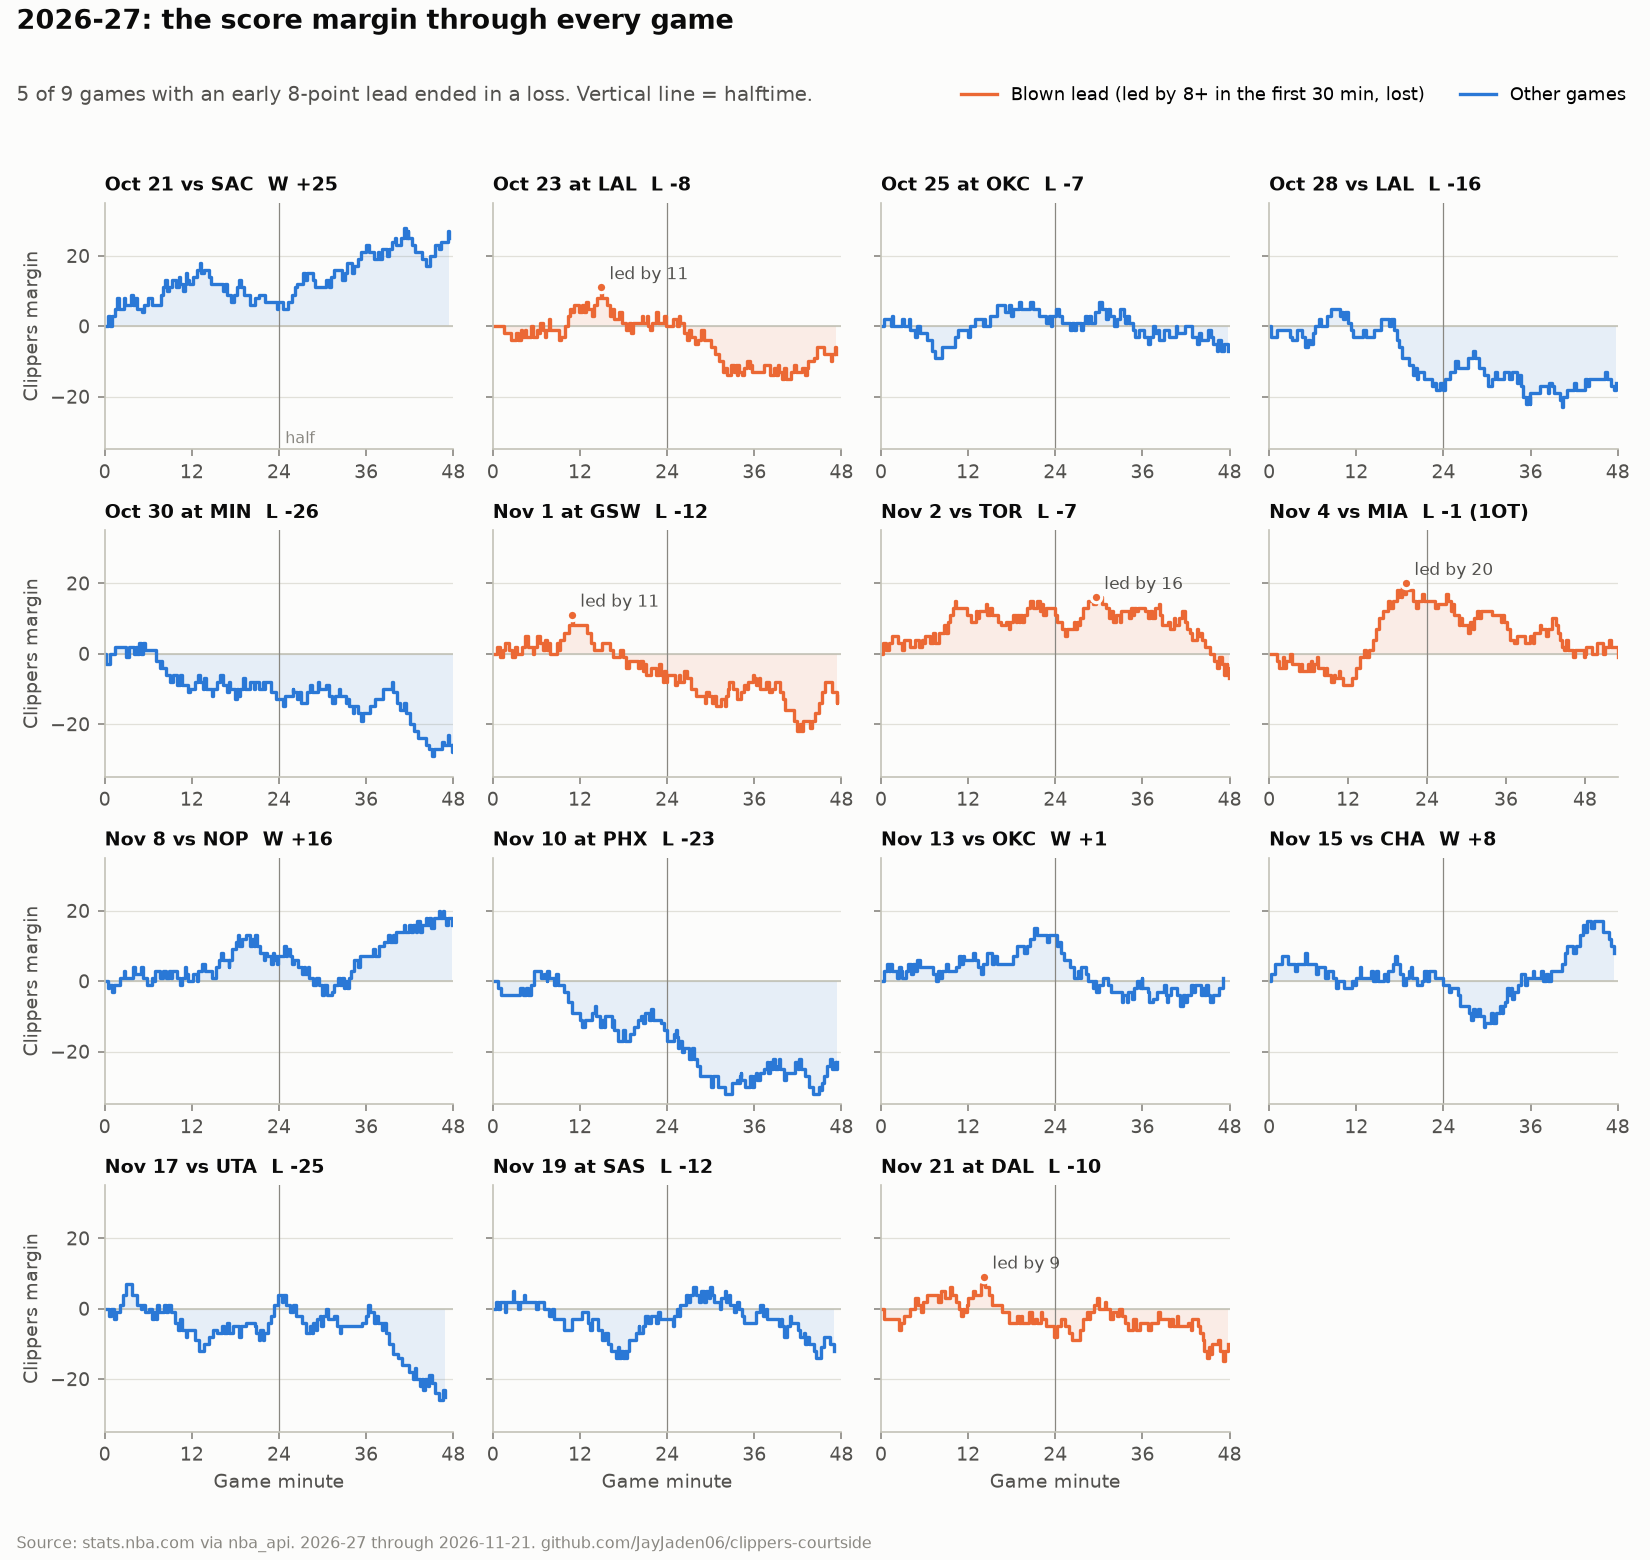 2026-27: the score margin through every game
5 of 9 games with an early 8-point lead ended in a loss. Vertical line = halftime.
Blown lead (led by 8+ in the first 30 min, lost)
Other games
Oct 21 vs SAC  W +25
Oct 23 at LAL  L -8
Oct 25 at OKC  L -7
Oct 28 vs LAL  L -16
Clippers margin
20
0
−20
led by 11
half
0 12 24 36 48
0 12 24 36 48
0 12 24 36 48
0 12 24 36 48
Oct 30 at MIN  L -26
Nov 1 at GSW  L -12
Nov 2 vs TOR  L -7
Nov 4 vs MIA  L -1 (1OT)
Clippers margin
20
0
−20
led by 11
led by 16
led by 20
0 12 24 36 48
0 12 24 36 48
0 12 24 36 48
0 12 24 36 48
Nov 8 vs NOP  W +16
Nov 10 at PHX  L -23
Nov 13 vs OKC  W +1
Nov 15 vs CHA  W +8
Clippers margin
20
0
−20
0 12 24 36 48
0 12 24 36 48
0 12 24 36 48
0 12 24 36 48
Nov 17 vs UTA  L -25
Nov 19 at SAS  L -12
Nov 21 at DAL  L -10
Clippers margin
20
0
−20
led by 9
0 12 24 36 48
0 12 24 36 48
0 12 24 36 48
Game minute
Game minute
Game minute
Source: stats.nba.com via nba_api. 2026-27 through 2026-11-21. github.com/JayJaden06/clippers-courtside